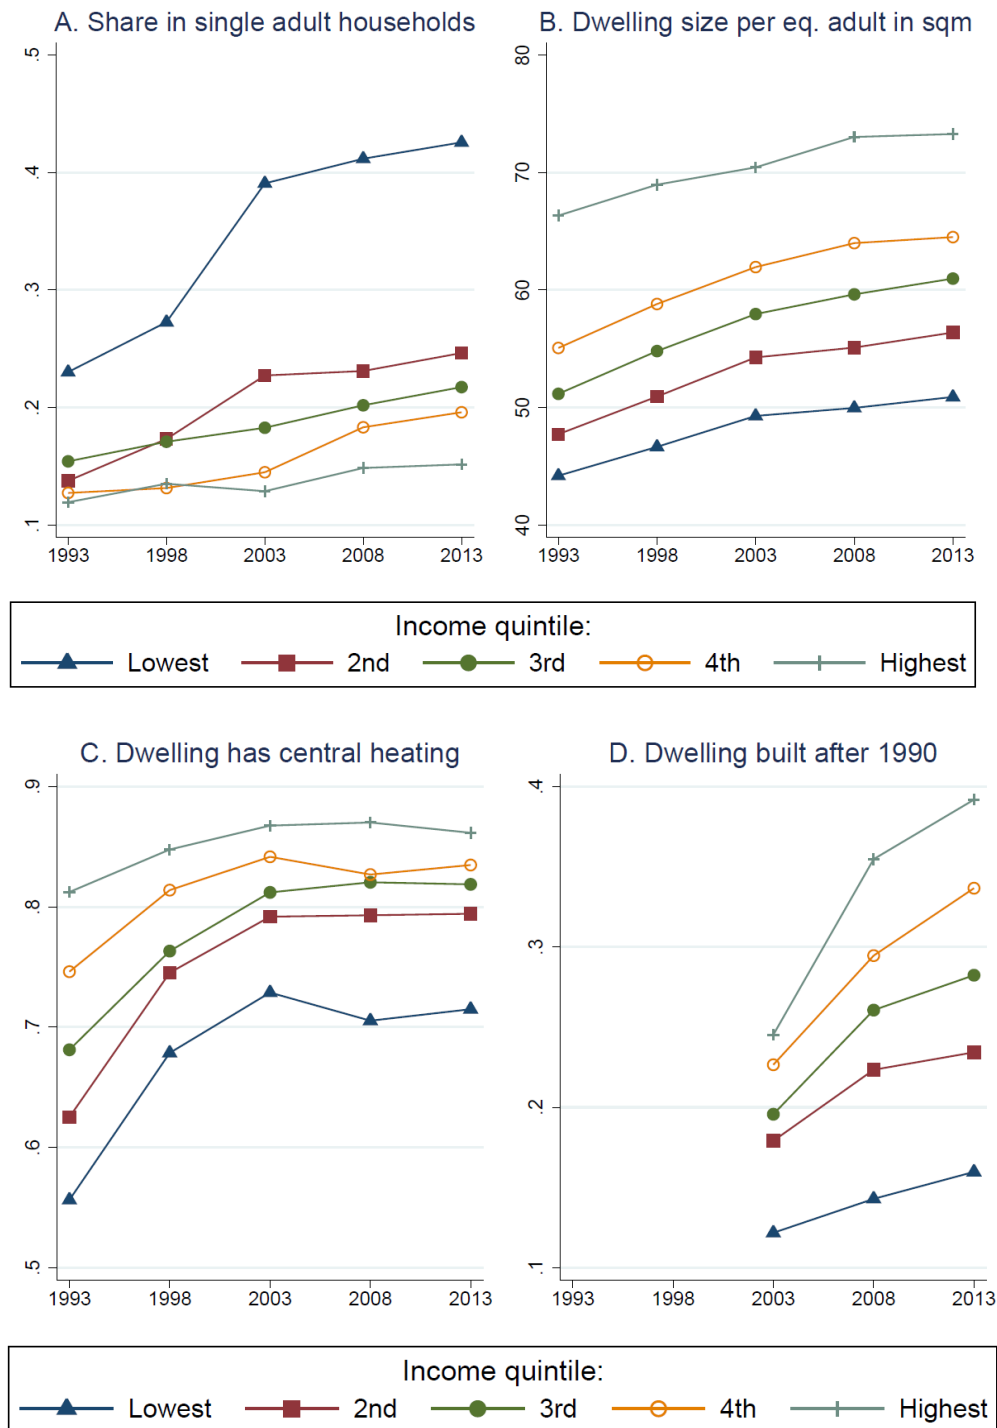 A. Share in single adult households
.5
.4
.3
.2
.1
1993 1998 2003 2008 2013
B. Dwelling size per eq. adult in sqm
80
70
60
50
40
1993 1998 2003 2008 2013
Income quintile:
Lowest 2nd 3rd 4th Highest
C. Dwelling has central heating
.9
.8
.7
.6
.5
1993 1998 2003 2008 2013
D. Dwelling built after 1990
.4
.3
.2
.1
1993 1998 2003 2008 2013
Income quintile:
Lowest 2nd 3rd 4th Highest